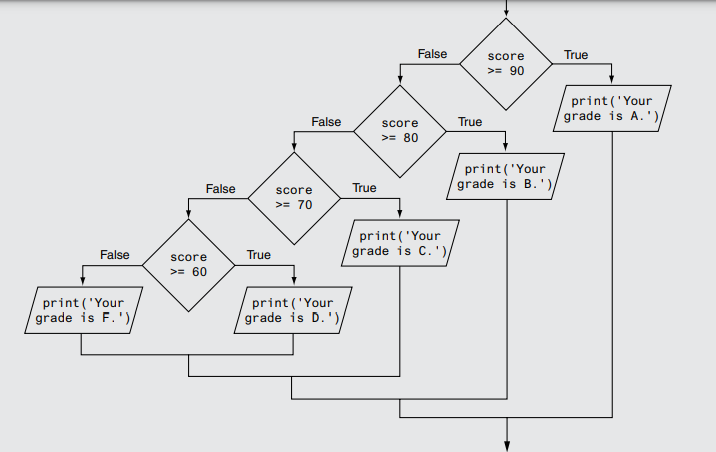 score
>= 90
False
True
print('Your
grade is A.')
score
>= 80
False
True
print('Your
grade is B.')
score
>= 70
False
True
print('Your
grade is C.')
score
>= 60
False
True
print('Your
grade is F.')
print('Your
grade is D.')